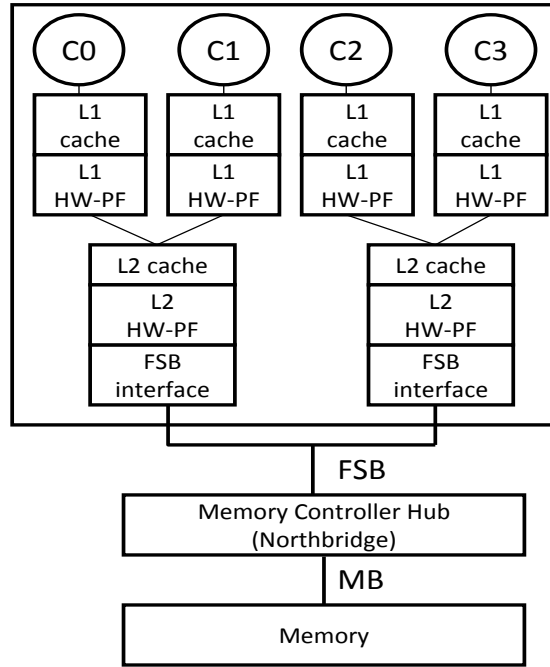 C0
C1
C2
C3
L1
cache
L1
cache
L1
cache
L1
cache
L1
HW-PF
L1
HW-PF
L1
HW-PF
L1
HW-PF
L2 cache
L2 cache
L2
HW-PF
L2
HW-PF
FSB
interface
FSB
interface
FSB
Memory Controller Hub
(Northbridge)
MB
Memory